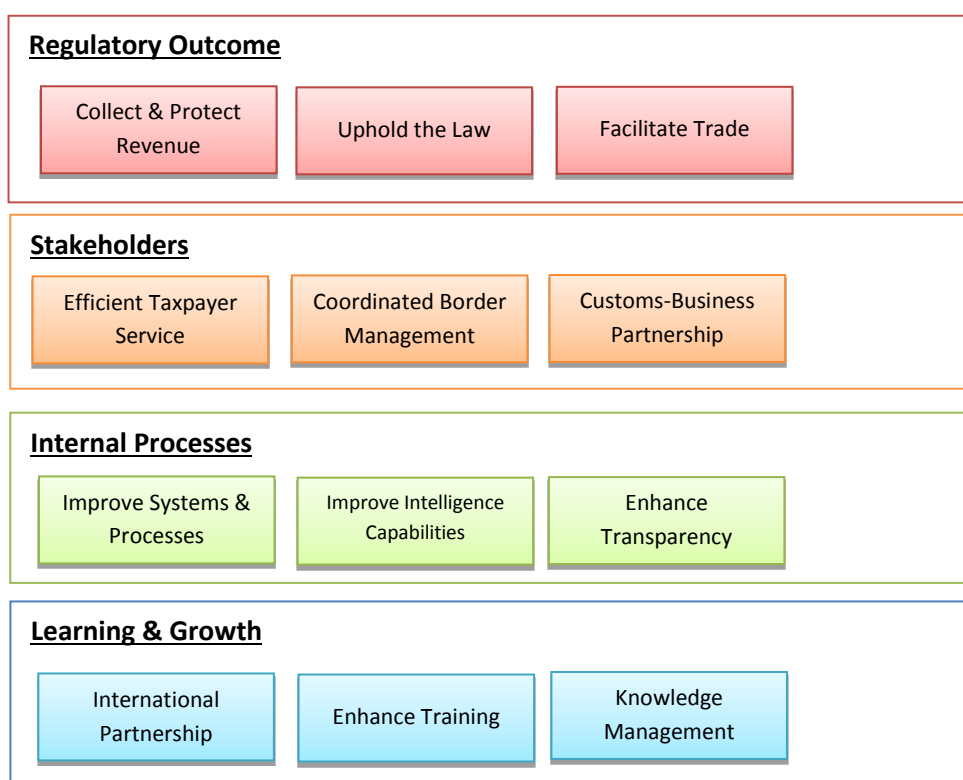 Regulatory Outcome
Collect & Protect
Revenue
Uphold the Law
Facilitate Trade
Stakeholders
Efficient Taxpayer
Service
Coordinated Border
Management
Customs-Business
Partnership
Internal Processes
Improve Systems &
Processes
Improve Intelligence
Capabilities
Enhance
Transparency
Learning & Growth
International
Partnership
Enhance Training
Knowledge
Management